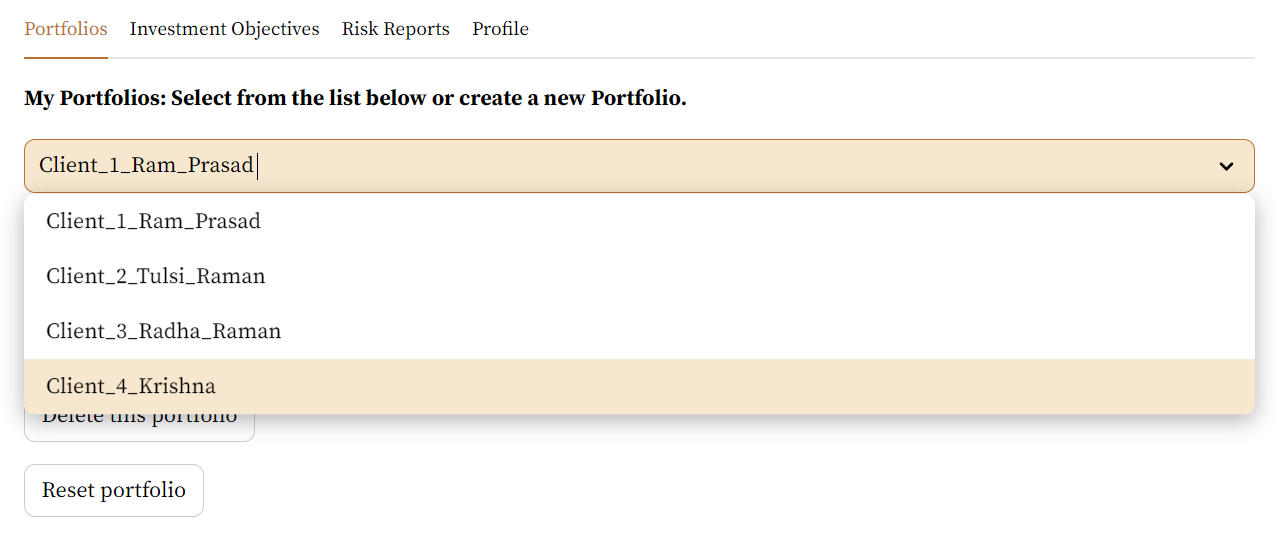 Portfolios Investment Objectives Risk Reports Profile
My Portfolios: Select from the list below or create a new Portfolio.
Client_1_Ram_Prasad
Client_1_Ram_Prasad
Client_2_Tulsi_Raman
Client_3_Radha_Raman
Client_4_Krishna
Delete this portfolio
Reset portfolio